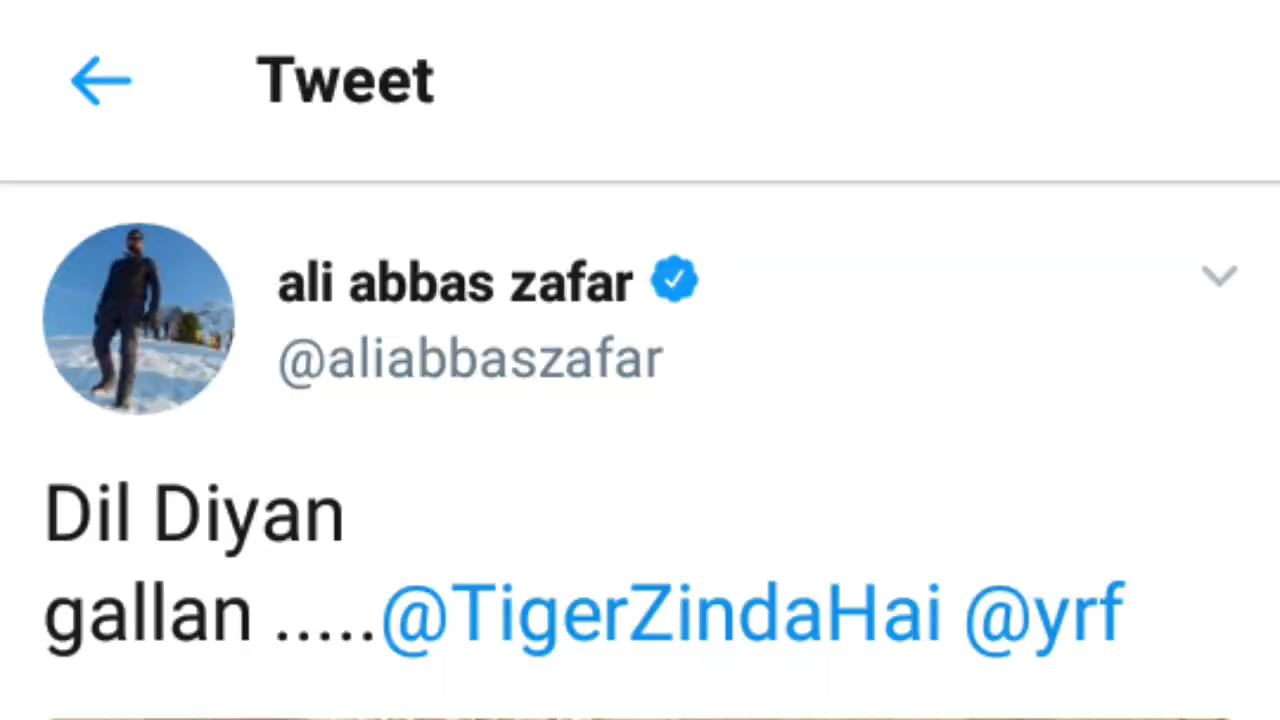 Tweet
ali abbas zafar
@aliabbaszafar
Dil Diyan
gallan .....@TigerZindaHai @yrf